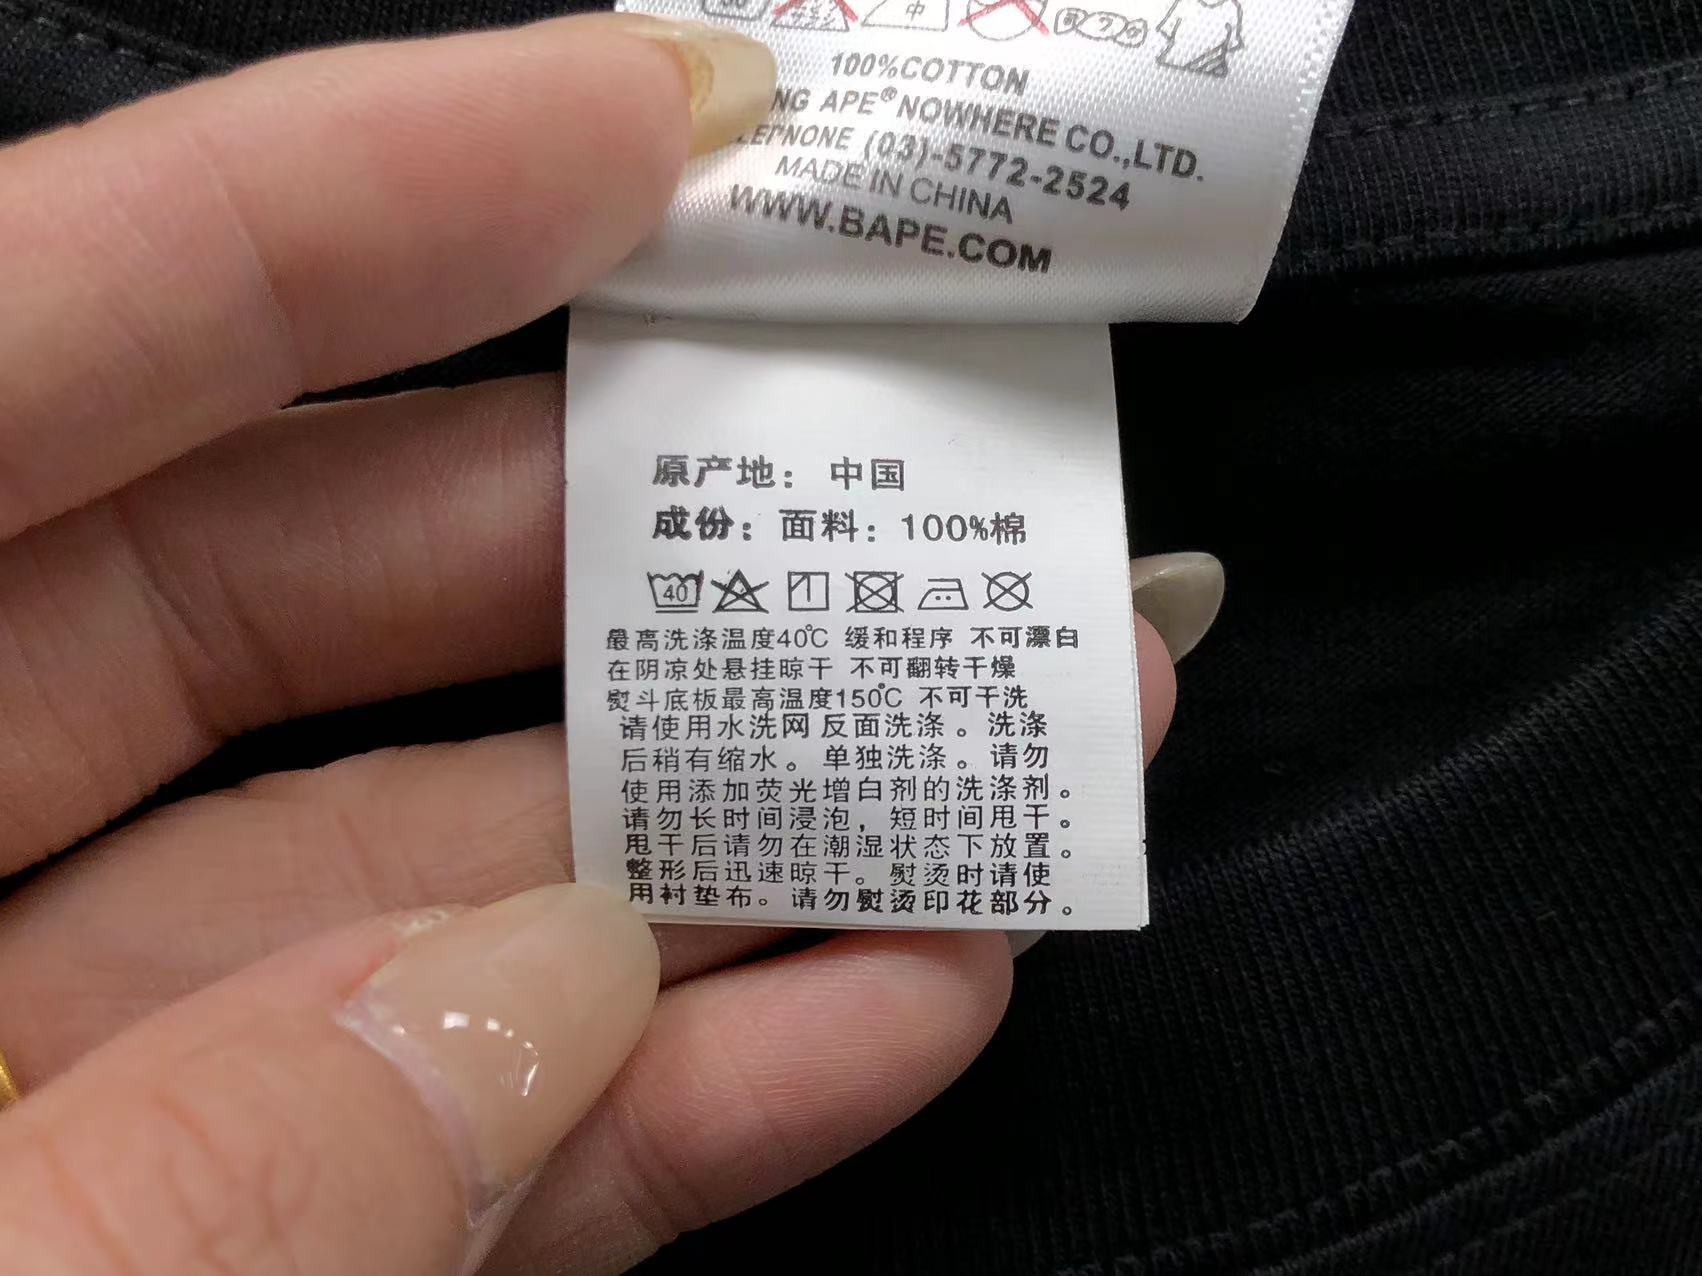 中
100%COTTON
NG APE® NOWHERE CO.,LTD.
(03)-5772-2524
MADE IN CHINA
WWW.BAPE.COM
原产地：中国
成份：面料：100%棉
40
最高洗涤温度40℃ 缓和程序 不可漂白
在阴凉处悬挂晾干 不可翻转干燥
熨斗底板最高温度150℃ 不可干洗
请使用水洗网反面洗涤。洗涤
后稍有缩水。单独洗涤。请勿
使用添加荧光增白剂的洗涤剂。
请勿长时间浸泡，短时间甩干。
甩干后请勿在潮湿状态下放置。
整形后迅速晾干。熨烫时请使
用衬垫布。请勿熨烫印花部分。